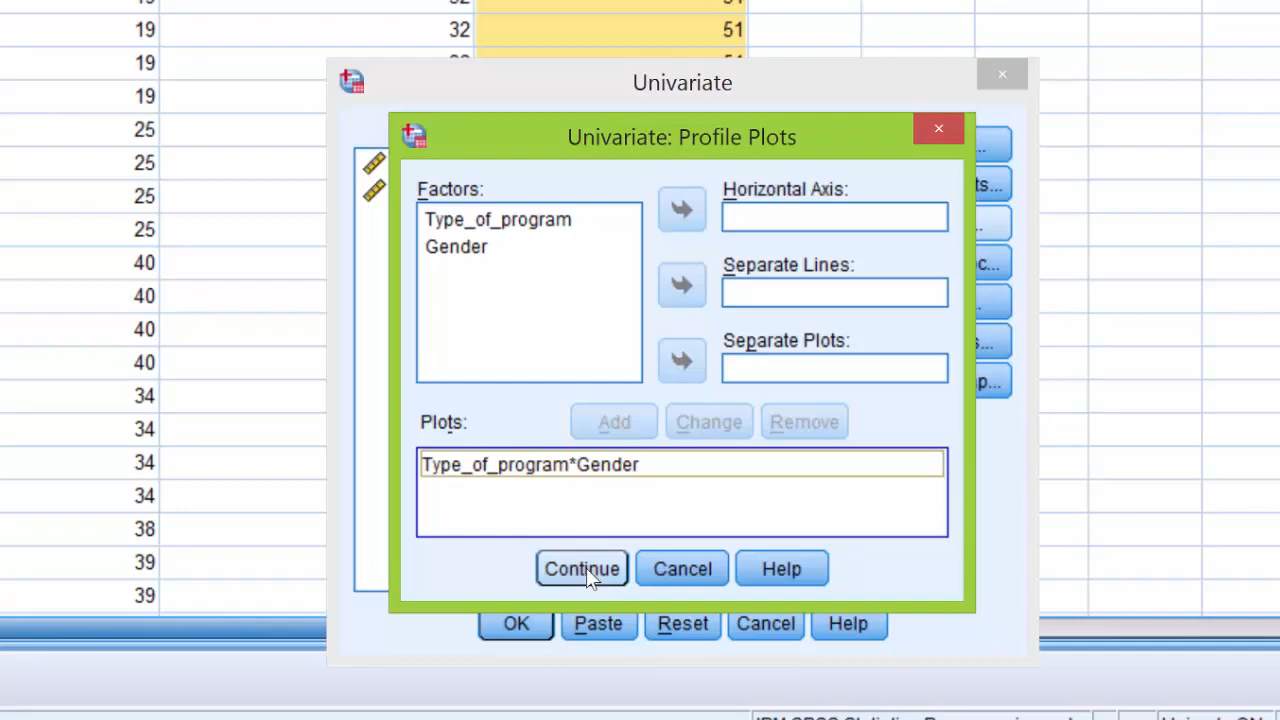 19 32 51
19
19
25
25
25
25
40
40
40
40
34
34
34
34
38
39
39
Univariate
Univariate: Profile Plots
Factors:
Type_of_program
Gender
Horizontal Axis:
Separate Lines:
Separate Plots:
Plots:
Add
Change
Remove
Type_of_program*Gender
Continue
Cancel
Help
ts...
c...
s...
p...
OK
Paste
Reset
Cancel
Help